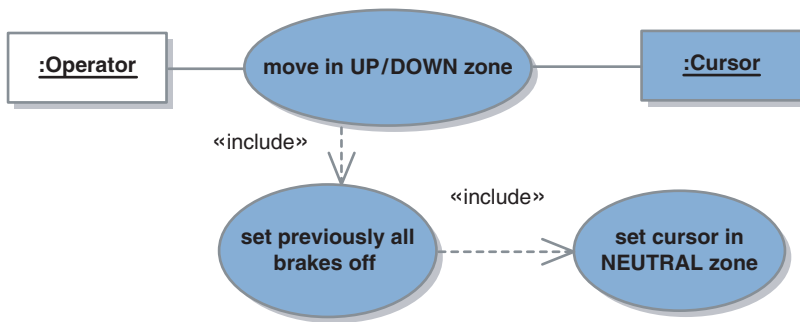 :Operator
move in UP/DOWN zone
:Cursor
«include»
«include»
set previously all
brakes off
set cursor in
NEUTRAL zone